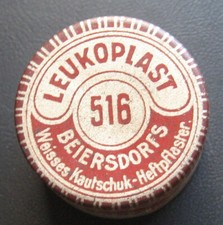 LEUKOPLAST
516
BEIERSDORFS
Weisses Kautschuk-Heftpflaster.